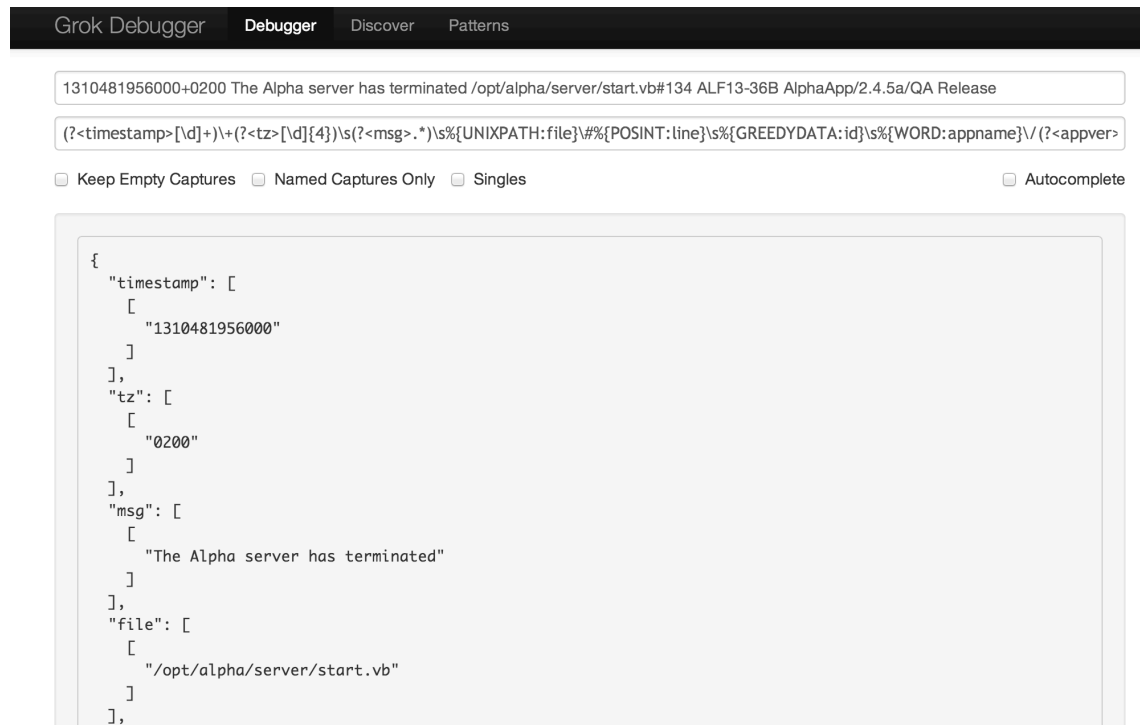 Grok Debugger Debugger Discover Patterns
1310481956000+0200 The Alpha server has terminated /opt/alpha/server/start.vb#134 ALF13-36B AlphaApp/2.4.5a/QA Release
(?<timestamp>[\d]+)\+(?<tz>[\d]{4})\s(?<msg>.*)\s%{UNIXPATH:file}\#%{POSINT:line}\s%{GREEDYDATA:id}\s%{WORD:appname}\/(?<appver>
Keep Empty Captures Named Captures Only Singles Autocomplete
{
"timestamp": [
[
"1310481956000"
]
],
"tz": [
[
"0200"
]
],
"msg": [
[
"The Alpha server has terminated"
]
],
"file": [
[
"/opt/alpha/server/start.vb"
]
],